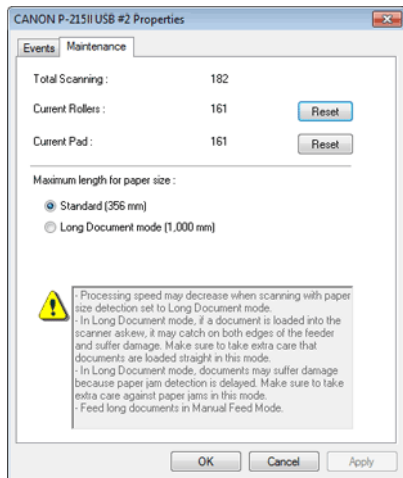 CANON P-215II USB #2 Properties
Events Maintenance
Total Scanning : 182
Current Rollers : 161 Reset
Current Pad : 161 Reset
Maximum length for paper size :
Standard (356 mm)
Long Document mode (1,000 mm)
- Processing speed may decrease when scanning with paper
size detection set to Long Document mode.
- In Long Document mode, if a document is loaded into the
scanner askew, it may catch on both edges of the feeder
and suffer damage. Make sure to take extra care that
documents are loaded straight in this mode.
- In Long Document mode, documents may suffer damage
because paper jam detection is delayed. Make sure to take
extra care against paper jams in this mode.
- Feed long documents in Manual Feed Mode.
OK Cancel Apply